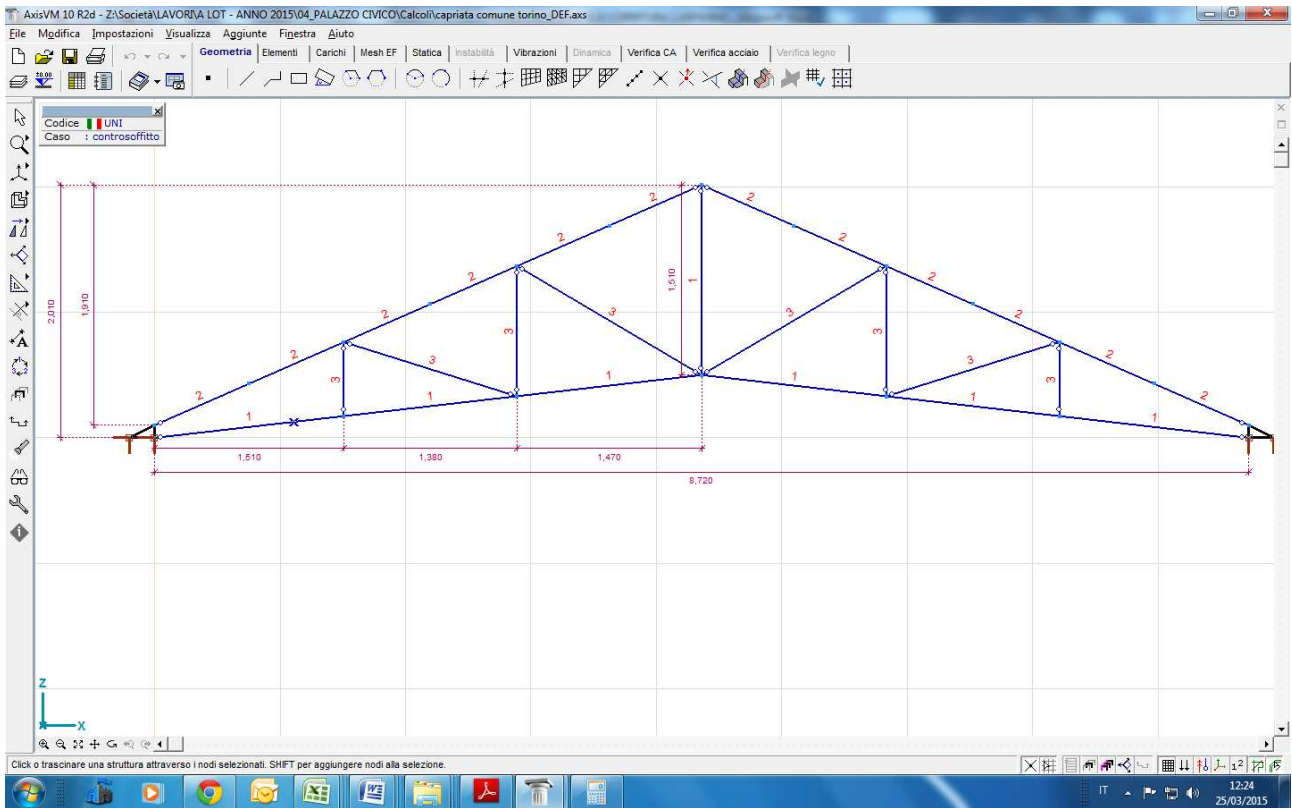 AxisVM 10 R2d - Z:\Società\LAVORI\A LOT - ANNO 2015\04_PALAZZO CIVICO\Calcoli\capriata comune torino_DEF.axs
File Modifica Impostazioni Visualizza Aggiunte Finestra Aiuto
Geometria Elementi Carichi Mesh EF Statica Instabilità Vibrazioni Dinamica Verifica CA Verifica acciaio Verifica legno
Codice UNI
Caso : controsoffitto
2 2
2 2
2 2
2 2
2 2
2 2
2,010
1,910
1,510
1
3 3
3 3
3 3
3 3
1 1
1 1
1 1
1,510 1,380 1,470
8,720
Z
X
Click o trascinare una struttura attraverso i nodi selezionati. SHIFT per aggiungere nodi alla selezione.
IT
12:24
25/03/2015